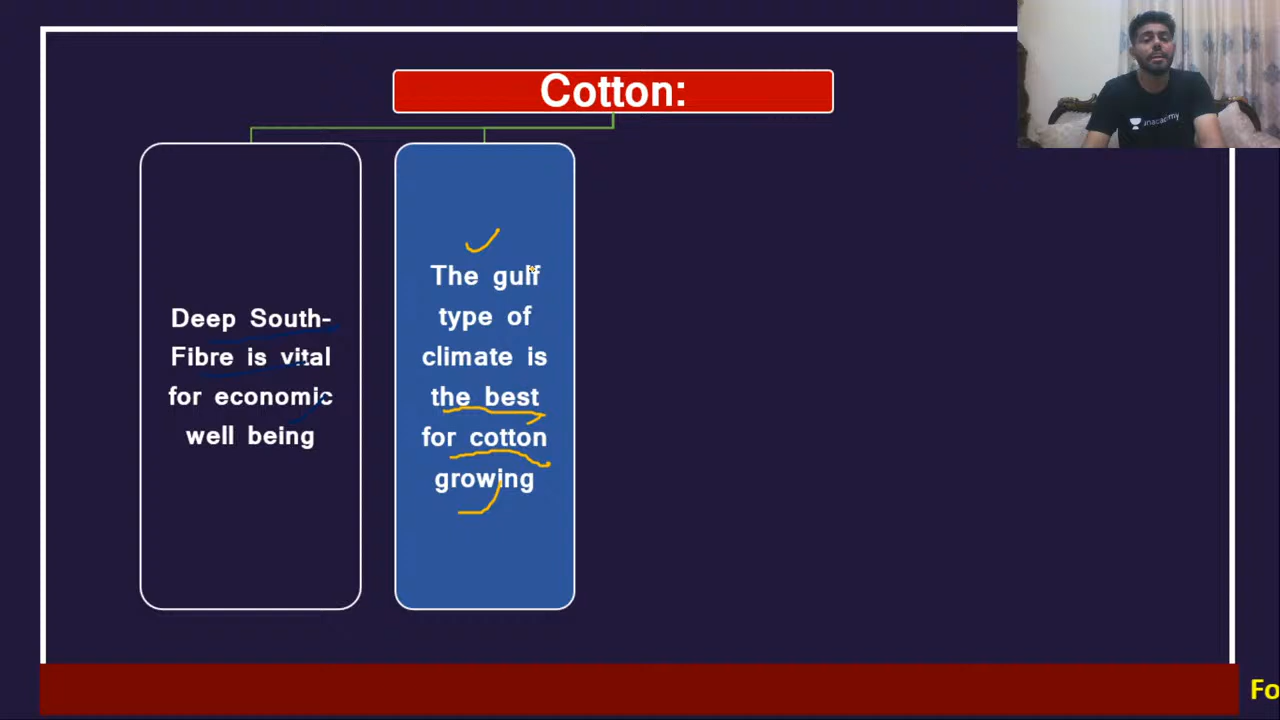 Cotton:
Deep South-
Fibre is vital
for economic
well being
The gulf
type of
climate is
the best
for cotton
growing
unacademy
Fo